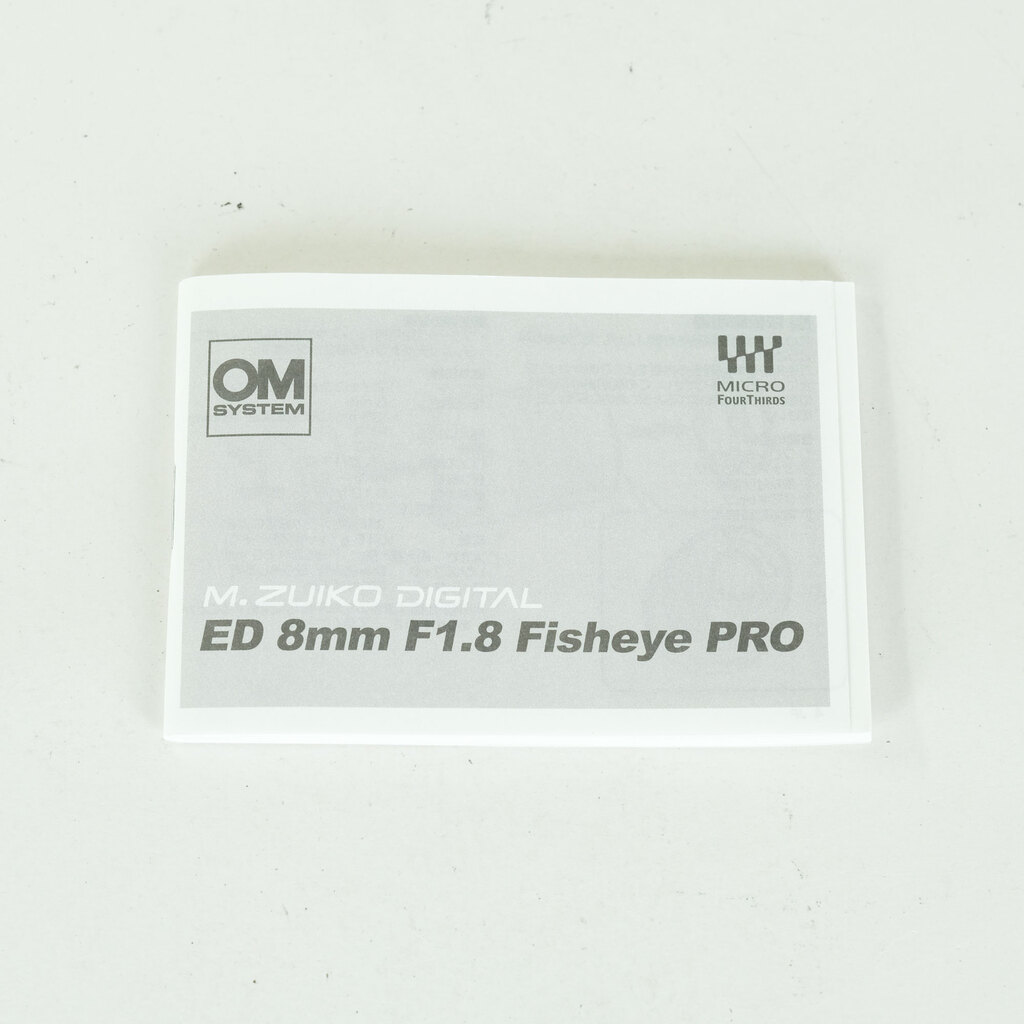 OM
SYSTEM
MICRO
FOURTHIRDS
M. ZUIKO DIGITAL
ED 8mm F1.8 Fisheye PRO